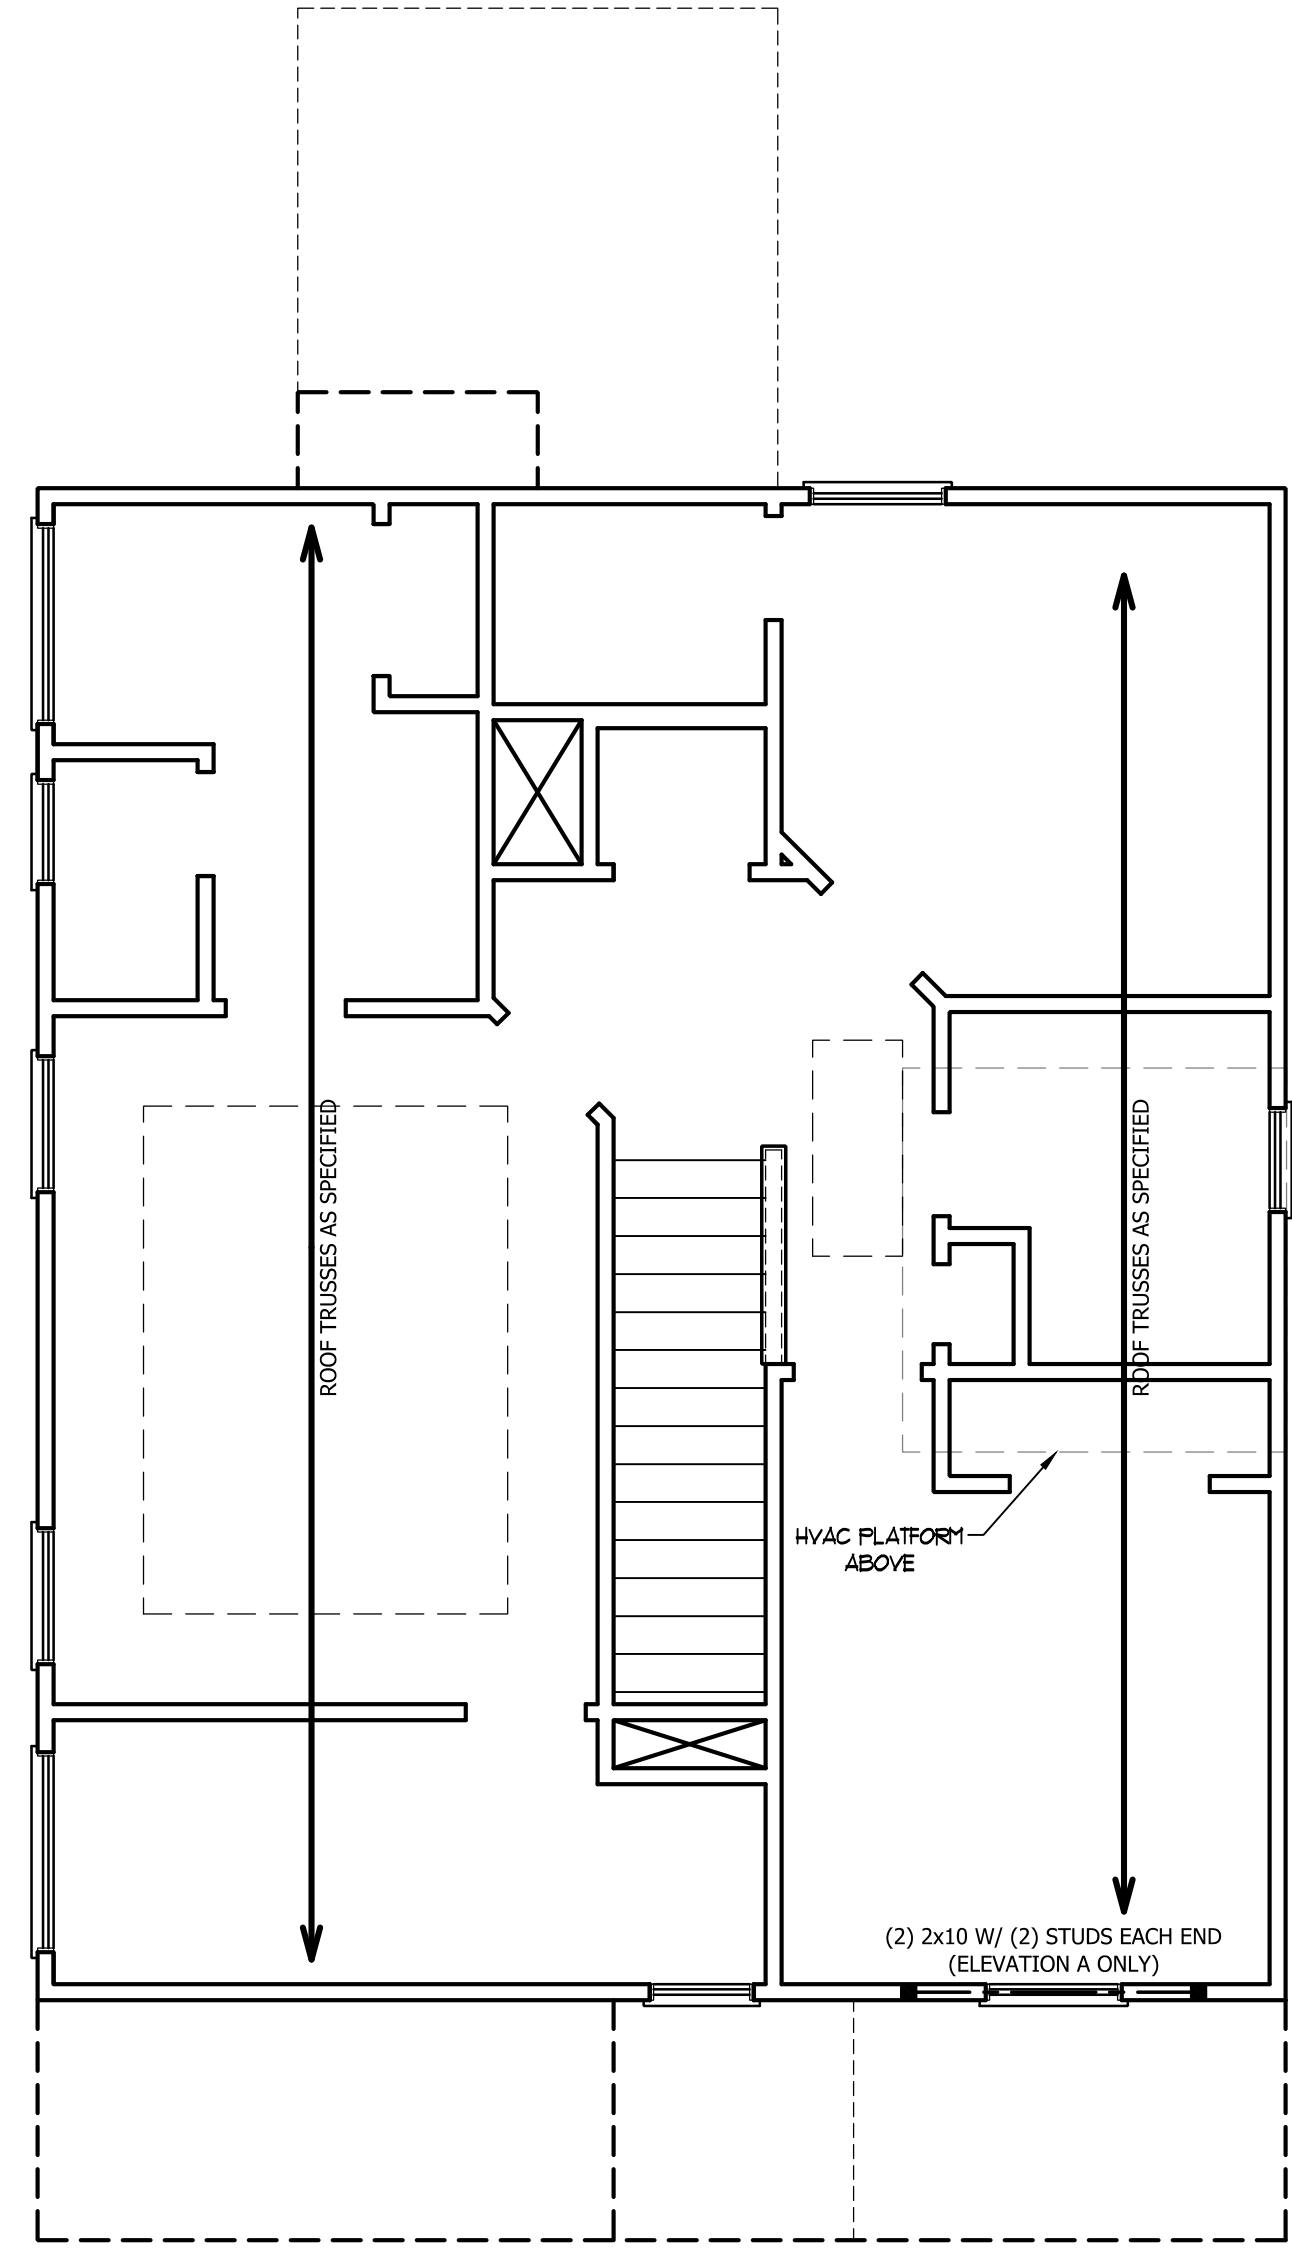 ROOF TRUSSES AS SPECIFIED
ROOF TRUSSES AS SPECIFIED
HVAC PLATFORM
ABOVE
(2) 2x10 W/ (2) STUDS EACH END
(ELEVATION A ONLY)